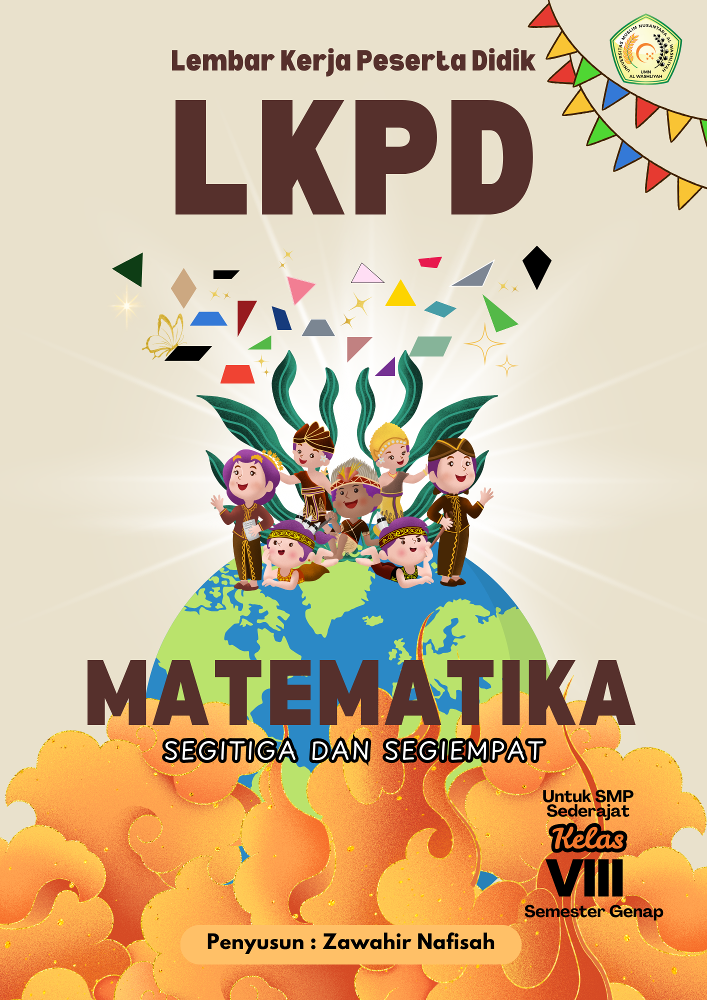 Lembar Kerja Peserta Didik
UNIVERSITAS MUSLIM NUSANTARA AL WASHLIYAH
UMN
AL WASHLIYAH
LKPD
MATEMATIKA
SEGITIGA DAN SEGIEMPAT
Untuk SMP
Sederajat
Kelas
VIII
Semester Genap
Penyusun : Zawahir Nafisah